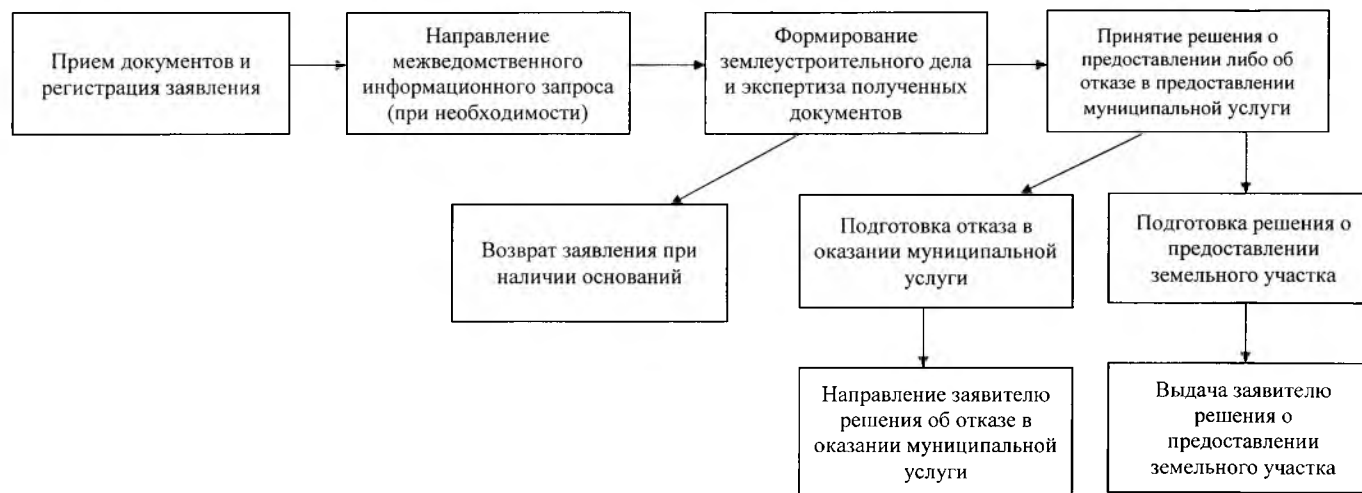 Прием документов и
регистрация заявления
Направление
межведомственного
информационного запроса
(при необходимости)
Формирование
землеустроительного дела
и экспертиза полученных
документов
Принятие решения о
предоставлении либо об
отказе в предоставлении
муниципальной услуги
Возврат заявления при
наличии оснований
Подготовка отказа в
оказании муниципальной
услуги
Подготовка решения о
предоставлении
земельного участка
Направление заявителю
решения об отказе в
оказании муниципальной
услуги
Выдача заявителю
решения о
предоставлении
земельного участка